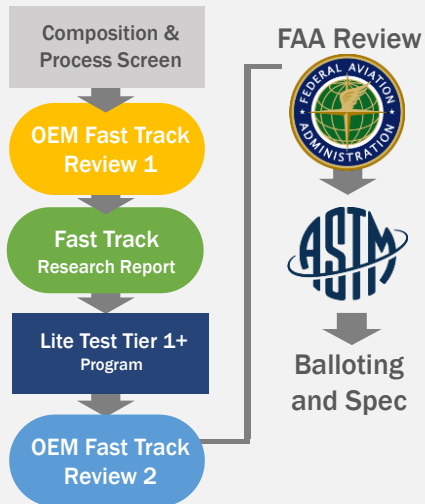 Composition &
Process Screen
OEM Fast Track
Review 1
Fast Track
Research Report
Lite Test Tier 1+
Program
OEM Fast Track
Review 2
FAA Review
FEDERAL AVIATION
ADMINISTRATION
ASTM
Balloting
and Spec